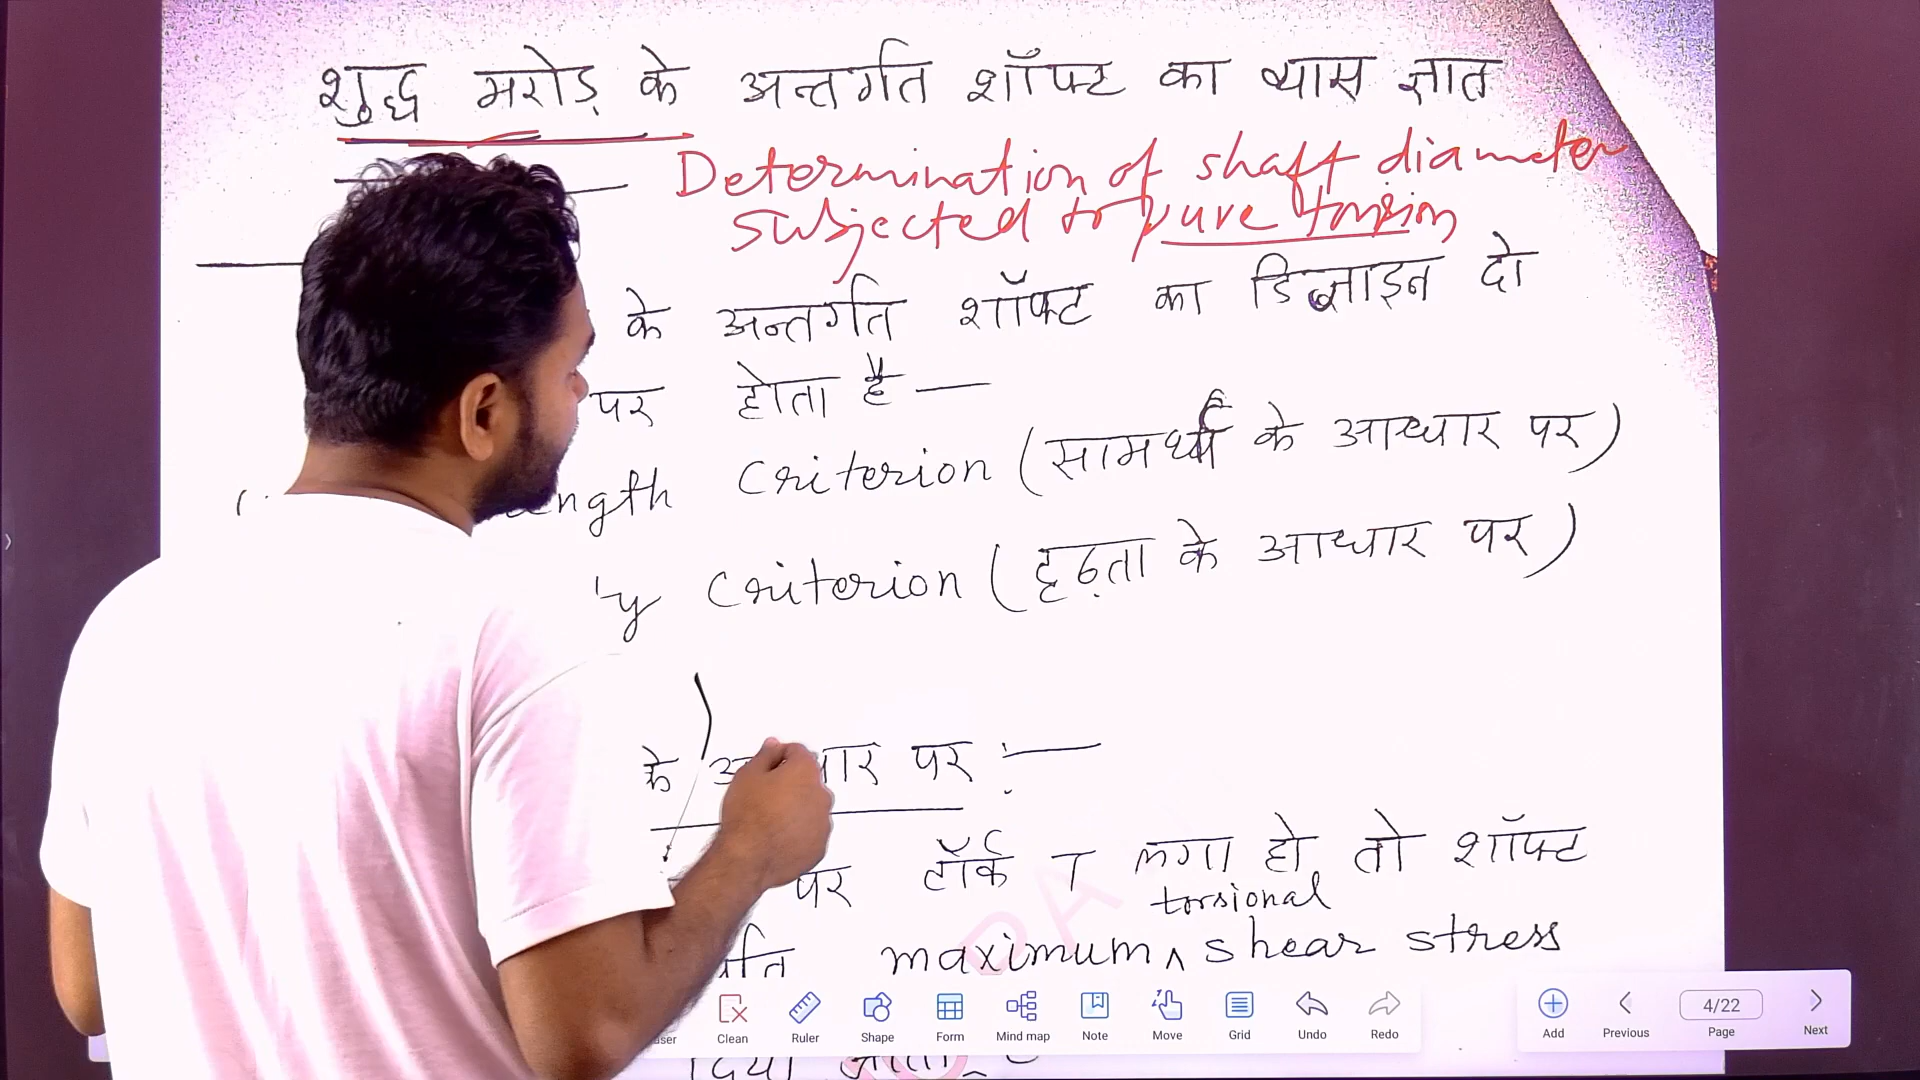 शुद्ध मरोड़ के अन्तर्गत शॉफ्ट का व्यास ज्ञात
Determination of shaft diameter
subjected to pure torsion
के अन्तर्गत शॉफ्ट का डिजाइन दो
पर होता है —
ength Criterion (सामर्थ्य के आधार पर)
y Criterion (दृढ़ता के आधार पर)
के आधार पर :—
पर टॉर्क T लगा हो, तो शॉफ्ट
torsional
maximum ∧ shear stress
Clean Ruler Shape Form Mind map Note Move Grid Undo Redo
Add Previous 4/22 Page Next
दिया जाता